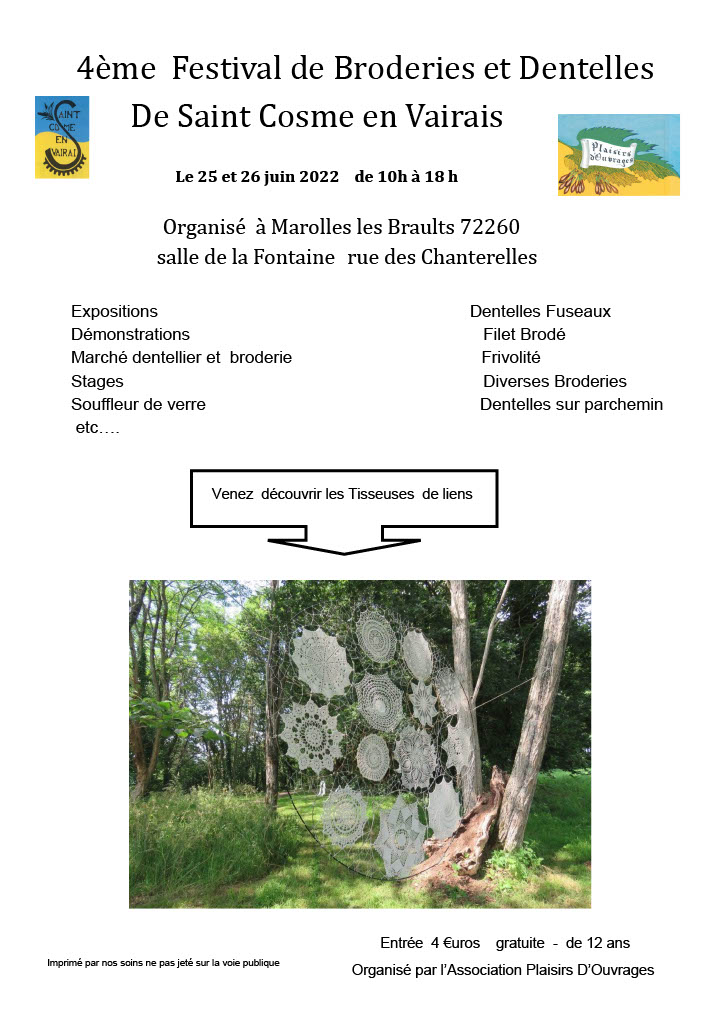 4ème Festival de Broderies et Dentelles
De Saint Cosme en Vairais
SAINT
COSME
EN
VAIRAIS
Plaisirs
d'Ouvrages
Le 25 et 26 juin 2022 de 10h à 18 h
Organisé à Marolles les Braults 72260
salle de la Fontaine rue des Chanterelles
Expositions
Démonstrations
Marché dentellier et broderie
Stages
Souffleur de verre
etc….
Dentelles Fuseaux
Filet Brodé
Frivolité
Diverses Broderies
Dentelles sur parchemin
Venez découvrir les Tisseuses de liens
Entrée 4 €uros gratuite - de 12 ans
Imprimé par nos soins ne pas jeté sur la voie publique
Organisé par l'Association Plaisirs D'Ouvrages